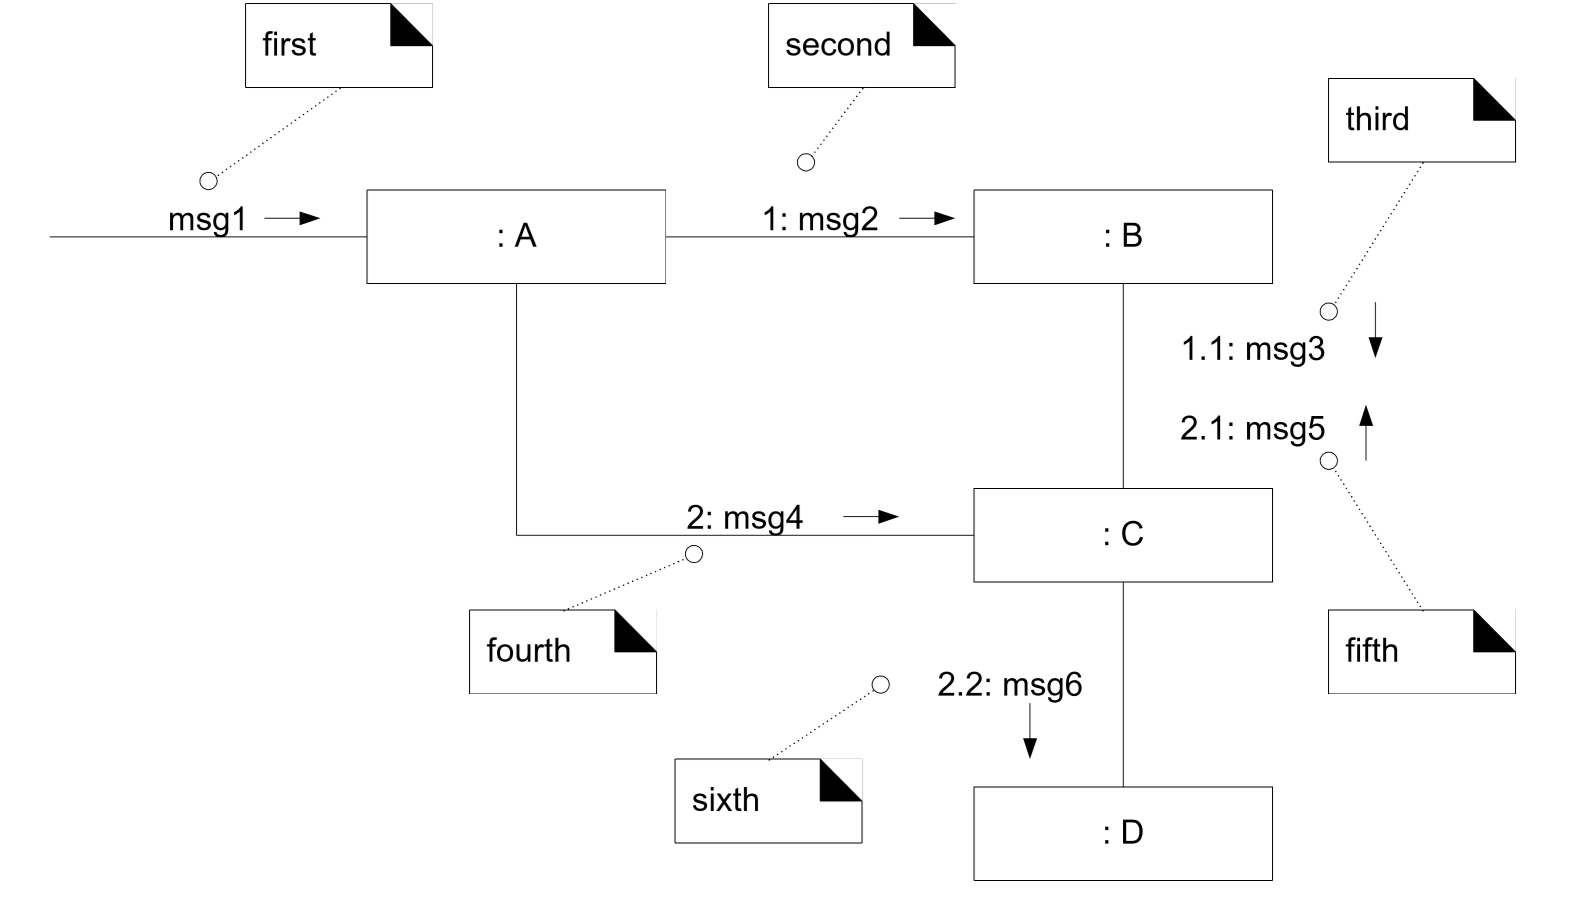 first
second
third
msg1
: A
1: msg2
: B
1.1: msg3
2.1: msg5
2: msg4
: C
fourth
fifth
2.2: msg6
sixth
: D